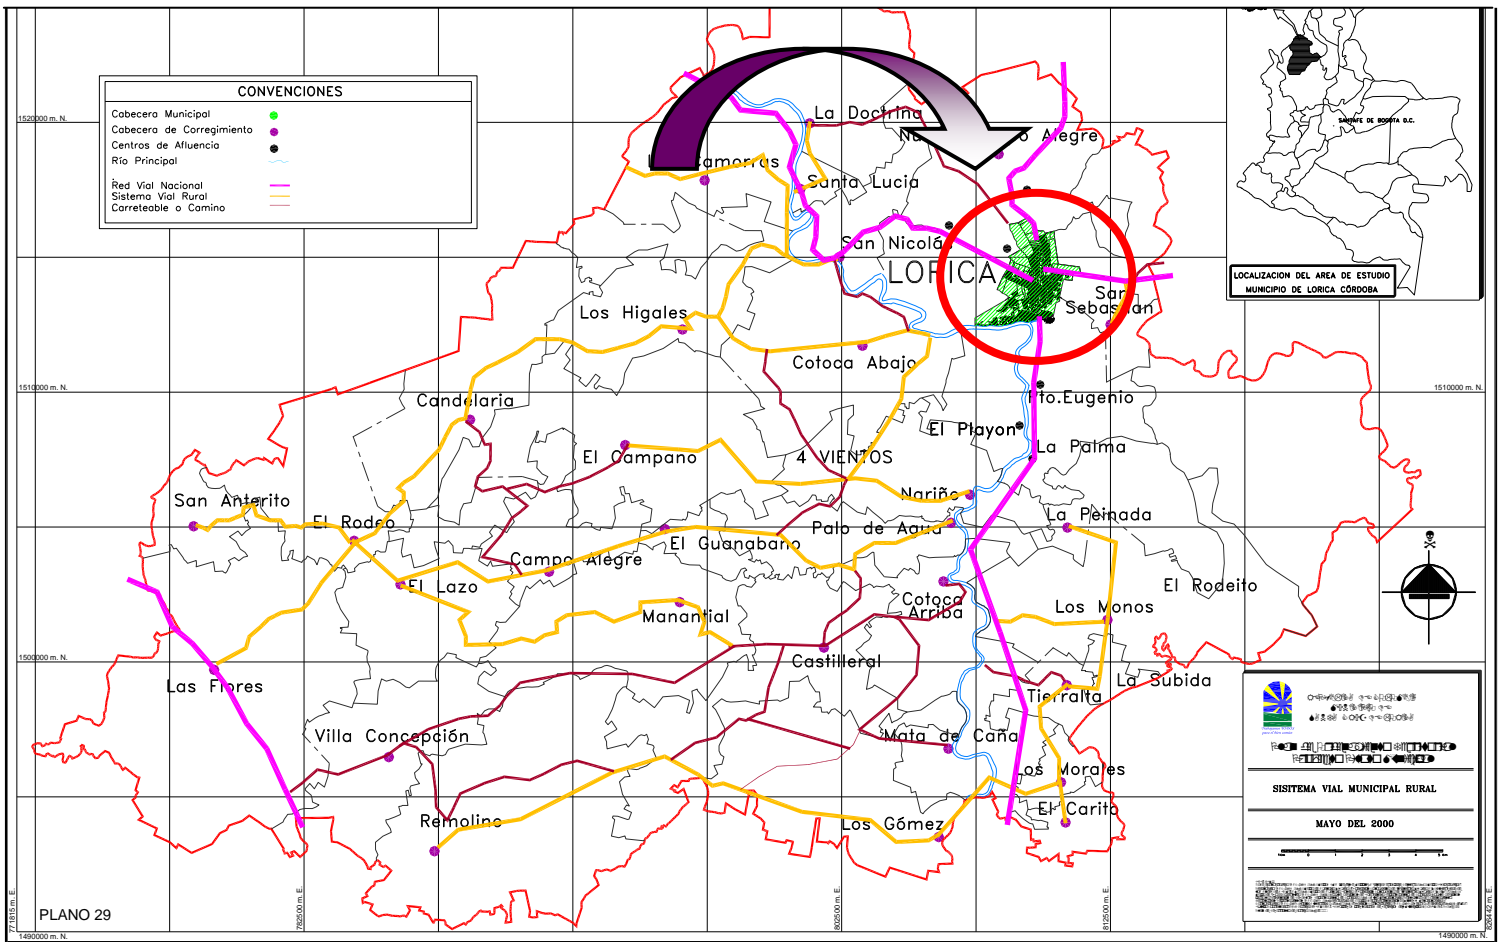 CONVENCIONES
Cabecera Municipal
Cabecera de Corregimiento
Centros de Afluencia
Río Principal
Red Vial Nacional
Sistema Vial Rural
Carreteable o Camino
1520000 m. N.
La Doctrina
Alegre
Santa Lucia
San Nicolás
LORICA
San
Sebastian
SANTAFE DE BOGOTA D.C.
LOCALIZACION DEL AREA DE ESTUDIO
MUNICIPIO DE LORICA CÓRDOBA
Los Higales
Cotoca Abajo
1510000 m. N.
1510000 m. N.
Candelaria
Pto.Eugenio
El Playon
La Palma
El Campano
4 VIENTOS
San Anterito
El Rodeo
Nariño
Palo de Agua
La Peinada
El Guanabano
Campo Alegre
El Lazo
Manantial
Cotoca
Arriba
El Rodeito
Los Monos
1500000 m. N.
Castilleral
Las Flores
La Subida
Tierralta
Villa Concepción
Mata de Caña
Los Morales
El Carito
Remolino
Los Gómez
SISITEMA VIAL MUNICIPAL RURAL
MAYO DEL 2000
PLANO 29
771815 m. E.
782500 m. E.
802500 m. E.
812500 m. E.
826442 m. E.
1490000 m. N.
1490000 m. N.